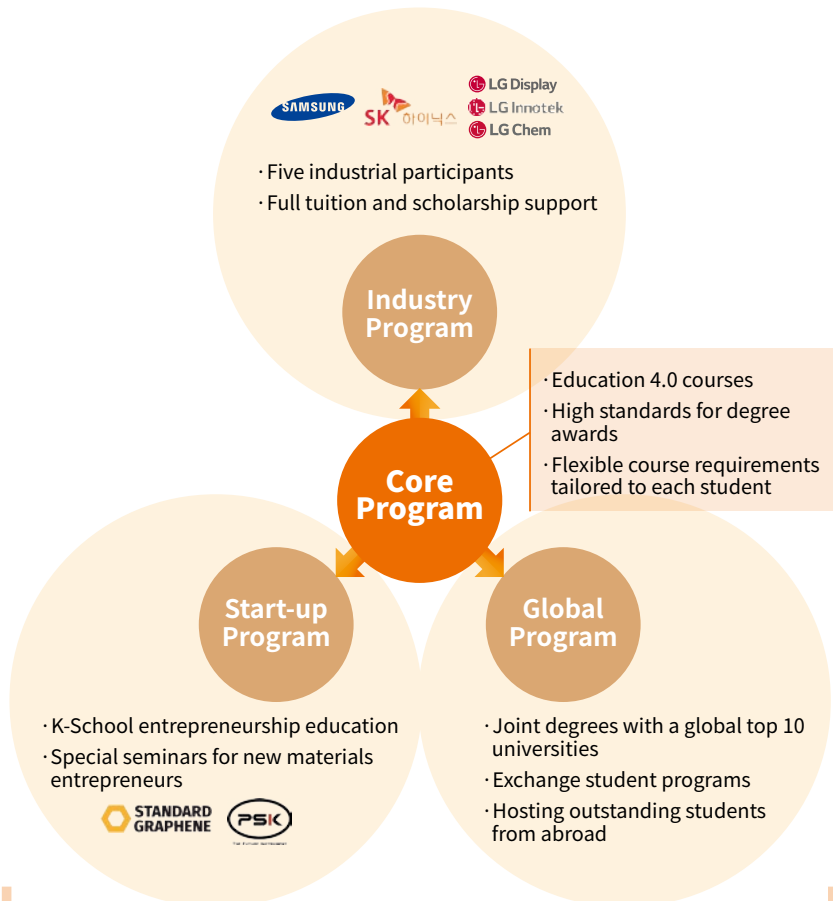 SAMSUNG
SK 하이닉스
LG Display
LG Innotek
LG Chem
· Five industrial participants
· Full tuition and scholarship support
Industry
Program
· Education 4.0 courses
· High standards for degree
awards
· Flexible course requirements
tailored to each student
Core
Program
Start-up
Program
· K-School entrepreneurship education
· Special seminars for new materials
entrepreneurs
STANDARD
GRAPHENE
PSK
Global
Program
· Joint degrees with a global top 10
universities
· Exchange student programs
· Hosting outstanding students
from abroad